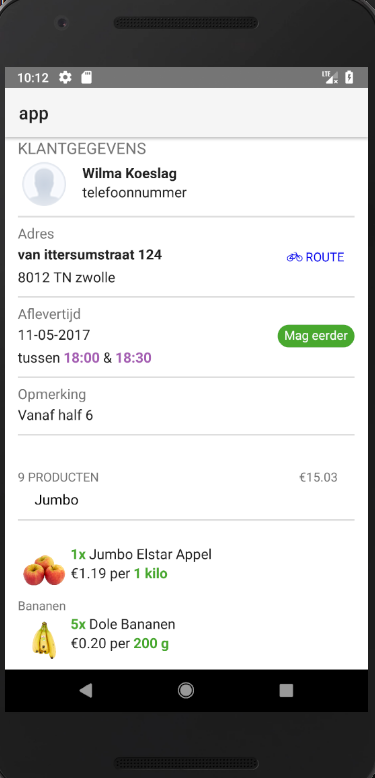 10:12
LTE
app
KLANTGEGEVENS
Wilma Koeslag
telefoonnummer
Adres
van ittersumstraat 124
ROUTE
8012 TN zwolle
Aflevertijd
11-05-2017
Mag eerder
tussen 18:00 & 18:30
Opmerking
Vanaf half 6
9 PRODUCTEN €15.03
Jumbo
1x Jumbo Elstar Appel
€1.19 per 1 kilo
Bananen
5x Dole Bananen
€0.20 per 200 g